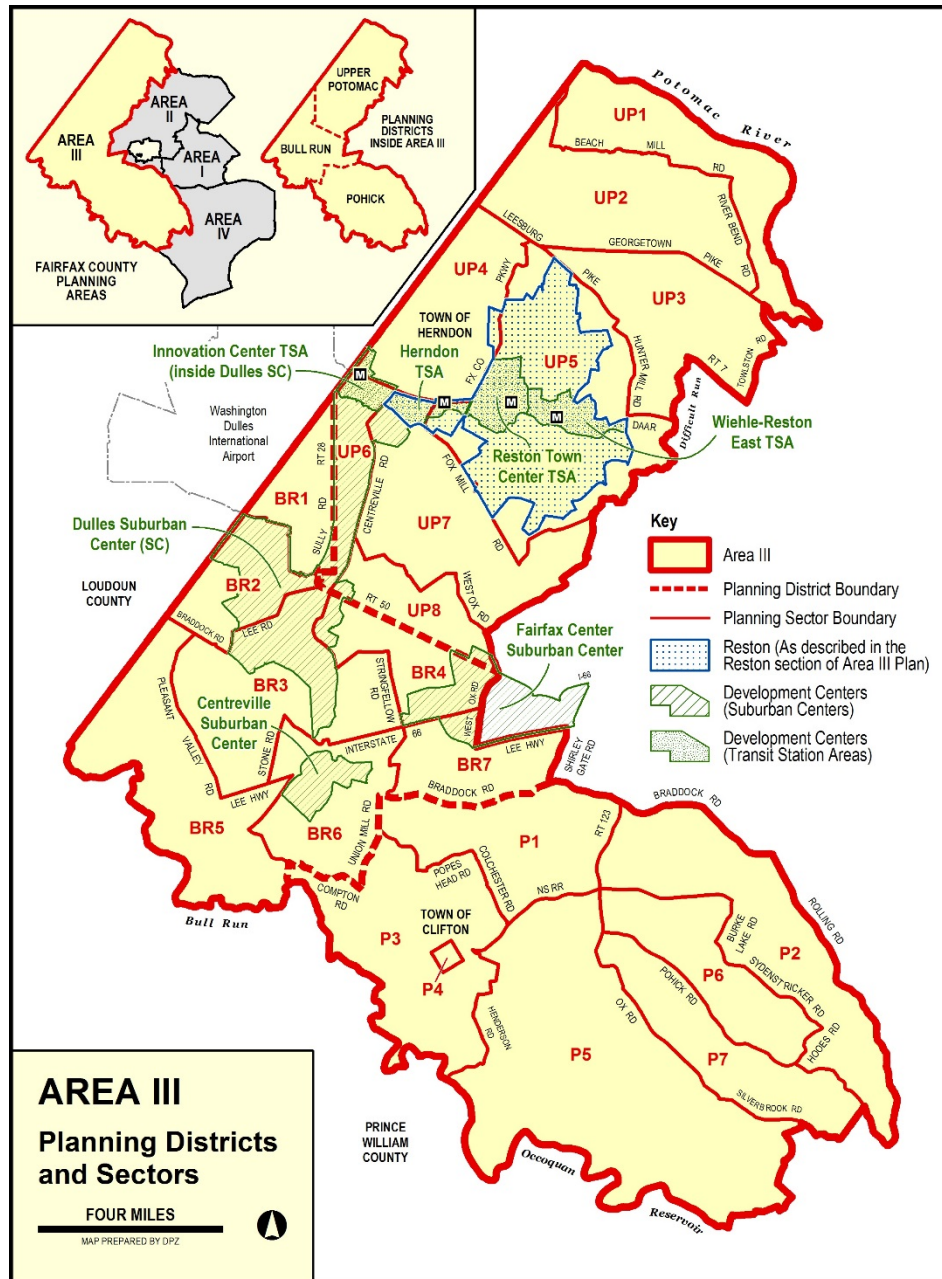 AREA
II
AREA
III
AREA
I
AREA
IV
FAIRFAX COUNTY
PLANNING
AREAS
UPPER
POTOMAC
PLANNING
DISTRICTS
INSIDE AREA III
BULL RUN
POHICK
Potomac River
UP1
BEACH MILL RD
RIVER BEND RD
UP2
LEESBURG PIKE
GEORGETOWN PIKE
UP4
FX CO PKWY
UP3
TOWN OF
HERNDON
UP5
HUNTER MILL RD
RT 7
TOWLSTON RD
Innovation Center TSA
(inside Dulles SC)
Herndon
TSA
M
M
M
M
DAAR
Difficult Run
Wiehle-Reston
East TSA
Reston Town
Center TSA
Washington
Dulles
International
Airport
RT 28
UP6
CENTREVILLE RD
FOX MILL RD
BR1
SULLY RD
UP7
Dulles Suburban
Center (SC)
LOUDOUN
COUNTY
BR2
RT 50
UP8
WEST OX RD
BRADDOCK RD
LEE RD
Fairfax Center
Suburban Center
BR4
STRINGFELLOW
RD
BR3
WEST
OX RD
I-66
PLEASANT VALLEY RD
Centreville
Suburban
Center
STONE RD
INTERSTATE 66
LEE HWY
BR7
SHIRLEY
GATE RD
LEE HWY
BRADDOCK RD
BRADDOCK RD
BR5
BR6
UNION MILL RD
COMPTON
RD
Bull Run
P1
RT 123
POPES
HEAD RD
COLCHESTER RD
NS RR
ROLLING RD
P3
TOWN OF
CLIFTON
P4
BURKE
LAKE RD
P2
SYDENSTRICKER RD
P6
POHICK RD
HOOES RD
HENDERSON
RD
OX RD
P5
P7
SILVERBROOK RD
PRINCE
WILLIAM
COUNTY
Occoquan
Reservoir
Key
Area III
Planning District Boundary
Planning Sector Boundary
Reston (As described in the
Reston section of Area III Plan)
Development Centers
(Suburban Centers)
Development Centers
(Transit Station Areas)
AREA III
Planning Districts
and Sectors
FOUR MILES
MAP PREPARED BY DPZ